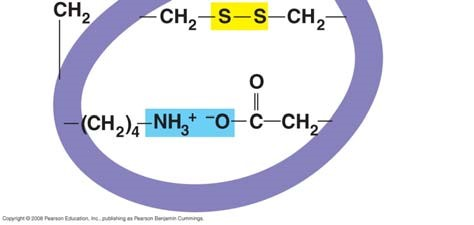 CH₂
CH₂–S–S–CH₂
O
(CH₂)₄–NH₃⁺ ⁻O–C–CH₂
Copyright © 2008 Pearson Education, Inc., publishing as Pearson Benjamin Cummings.